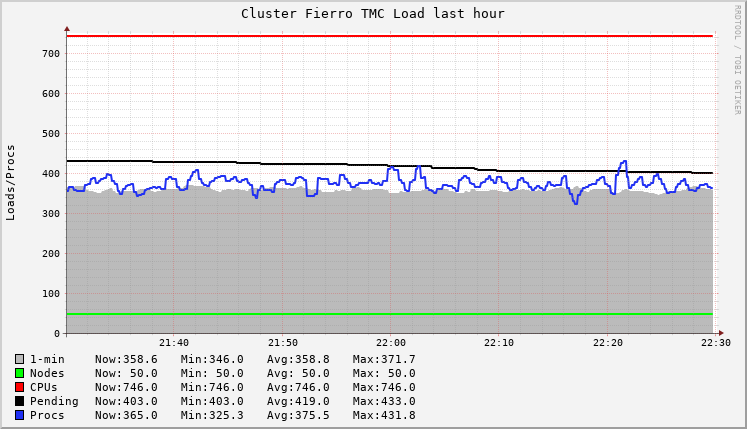 Cluster Fierro TMC Load last hour
RRDTOOL / TOBI OETIKER
Loads/Procs
700
600
500
400
300
200
100
0
21:40 21:50 22:00 22:10 22:20 22:30
1-min Now:358.6 Min:346.0 Avg:358.8 Max:371.7
Nodes Now: 50.0 Min: 50.0 Avg: 50.0 Max: 50.0
CPUs Now:746.0 Min:746.0 Avg:746.0 Max:746.0
Pending Now:403.0 Min:403.0 Avg:419.0 Max:433.0
Procs Now:365.0 Min:325.3 Avg:375.5 Max:431.8